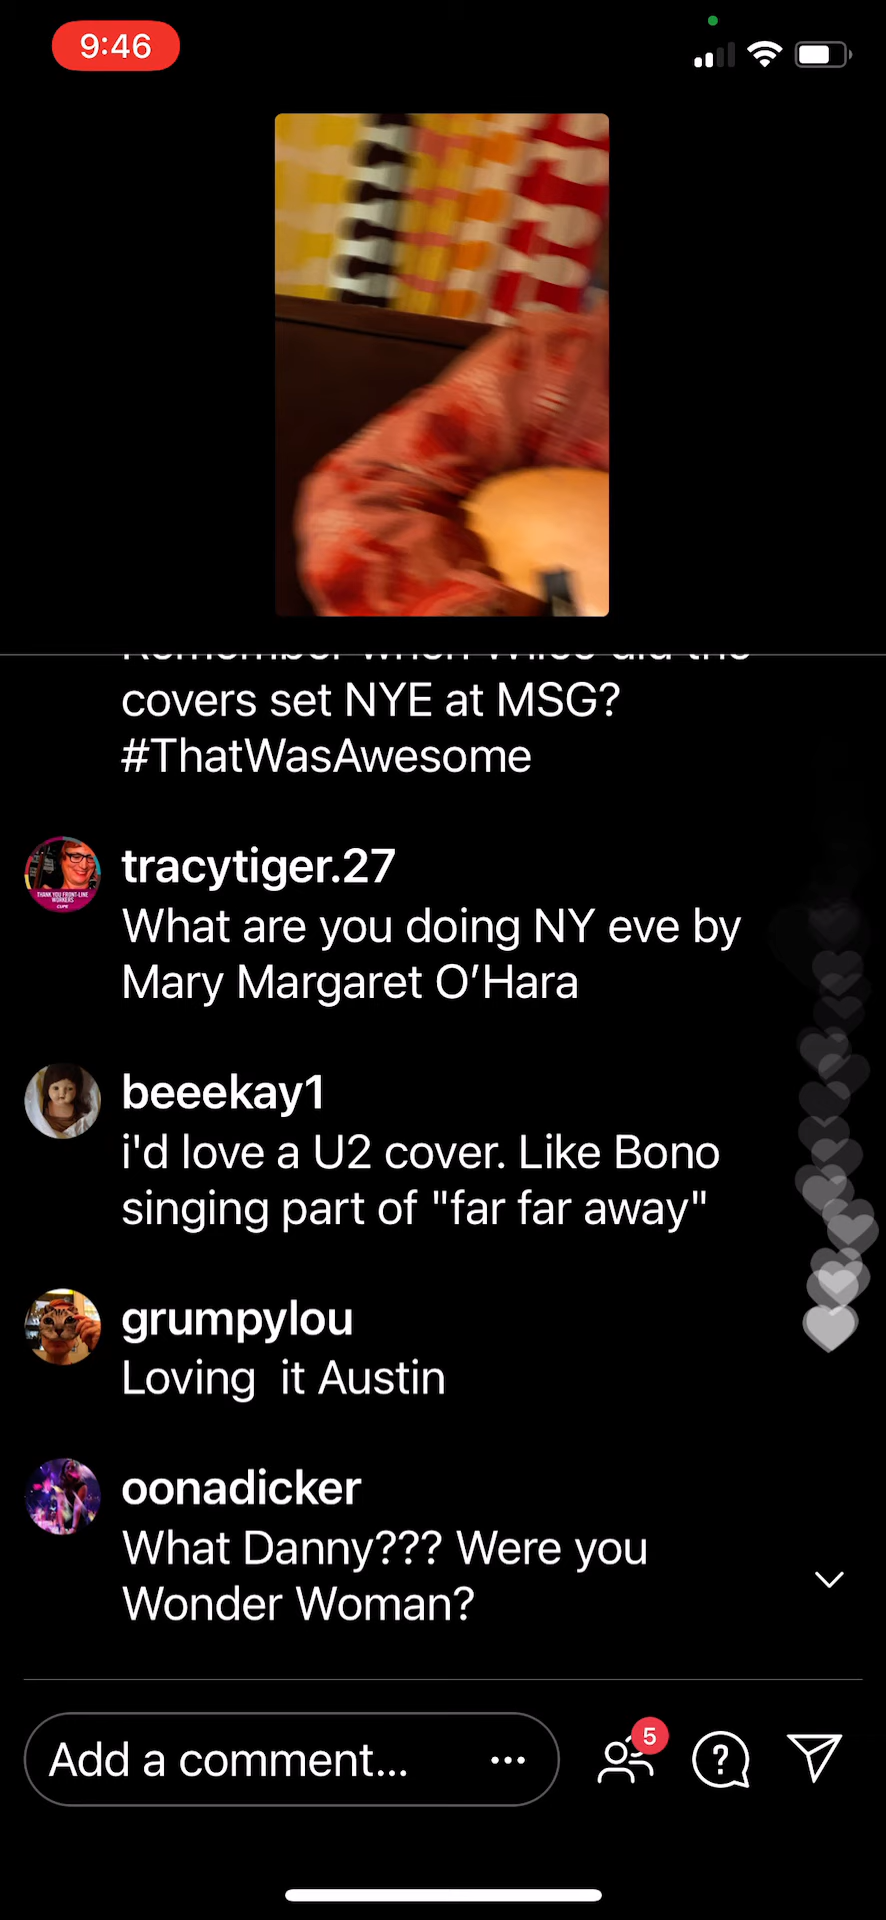 9:46
covers set NYE at MSG?
#ThatWasAwesome
tracytiger.27
What are you doing NY eve by
Mary Margaret O’Hara
beeekay1
i'd love a U2 cover. Like Bono
singing part of "far far away"
grumpylou
Loving  it Austin
oonadicker
What Danny??? Were you
Wonder Woman?
Add a comment...
5